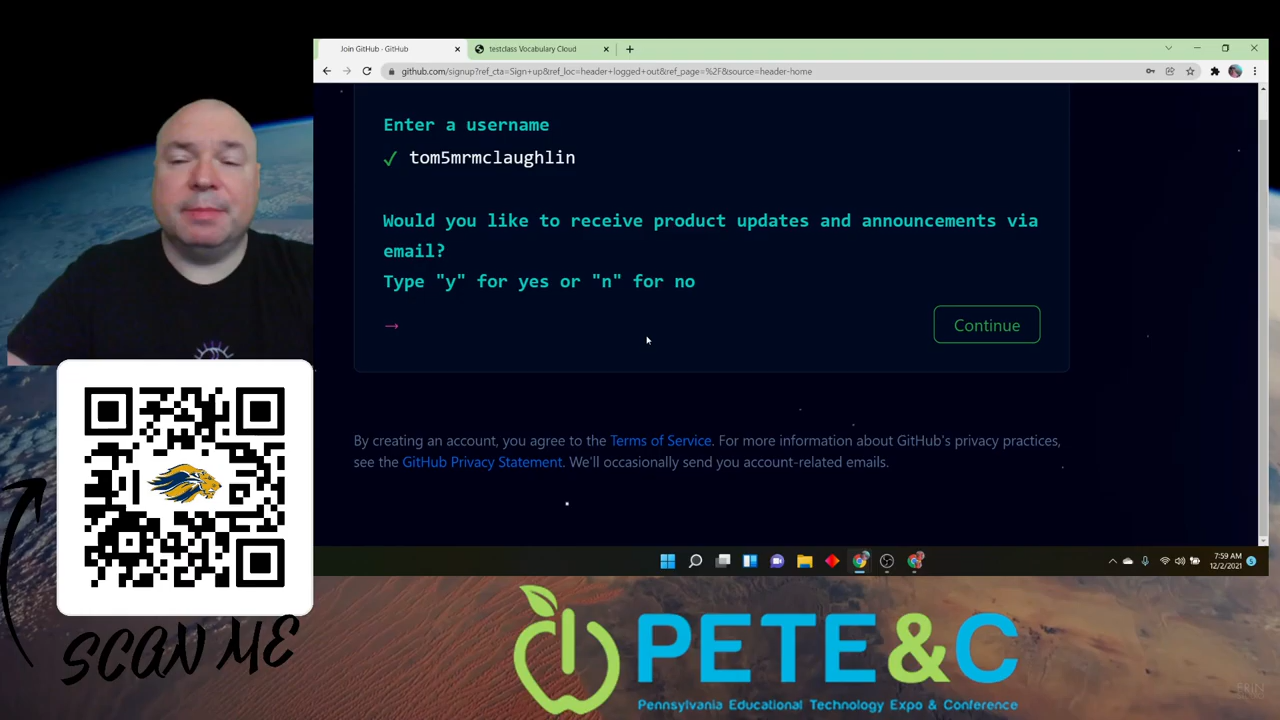 Join GitHub - GitHub
testclass Vocabulary Cloud
github.com/signup?ref_cta=Sign+up&ref_loc=header+logged+out&ref_page=%2F&source=header-home
Enter a username
✓ tom5mrmclaughlin
Would you like to receive product updates and announcements via
email?
Type "y" for yes or "n" for no
→
Continue
By creating an account, you agree to the Terms of Service. For more information about GitHub's privacy practices,
see the GitHub Privacy Statement. We'll occasionally send you account-related emails.
7:59 AM
12/2/2021
SCAN ME
PETE&C
Pennsylvania Educational Technology Expo & Conference